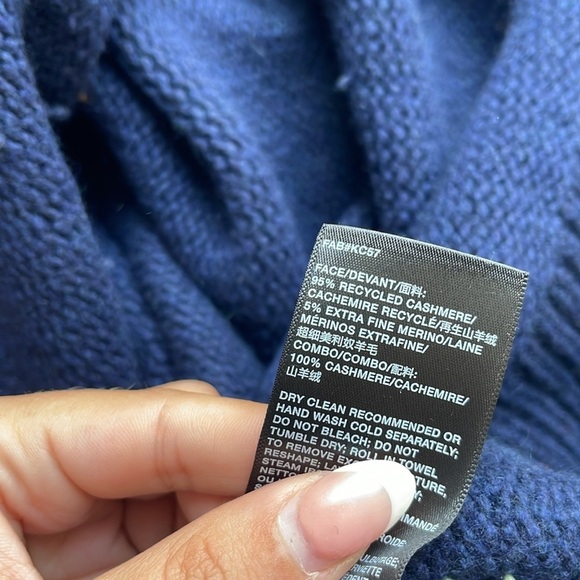 FAB#KC57
FACE/DEVANT/面料:
95% RECYCLED CASHMERE/
CACHEMIRE RECYCLÉ/再生山羊绒
5% EXTRA FINE MERINO/LAINE
MÉRINOS EXTRAFINE/
超细美利奴羊毛
COMBO/COMBO/配料:
100% CASHMERE/CACHEMIRE/
山羊绒
DRY CLEAN RECOMMENDED OR
HAND WASH COLD SEPARATELY;
DO NOT BLEACH; DO NOT
TUMBLE DRY; ROLL IN TOWEL
TO REMOVE
RESHAPE;
STEAM